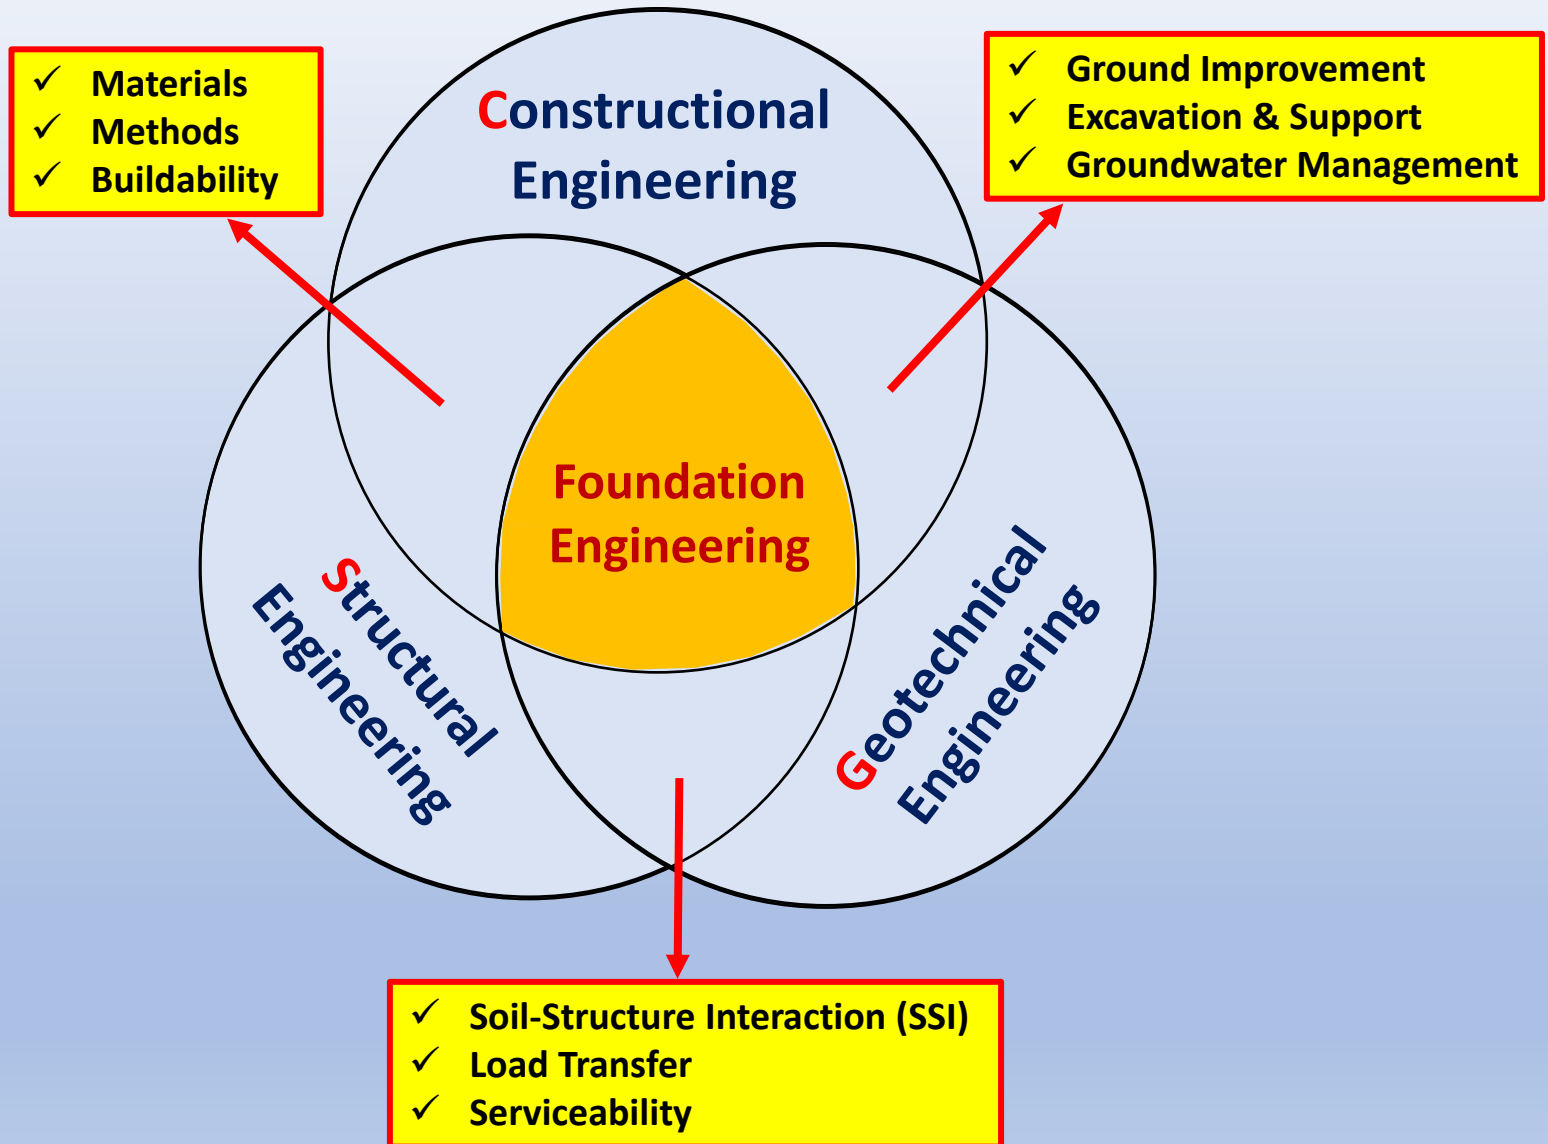 ✓ Materials
✓ Methods
✓ Buildability
Constructional
Engineering
✓ Ground Improvement
✓ Excavation & Support
✓ Groundwater Management
Foundation
Engineering
Structural
Engineering
Geotechnical
Engineering
✓ Soil-Structure Interaction (SSI)
✓ Load Transfer
✓ Serviceability